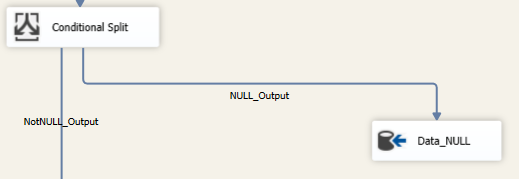 Conditional Split
NULL_Output
NotNULL_Output
Data_NULL